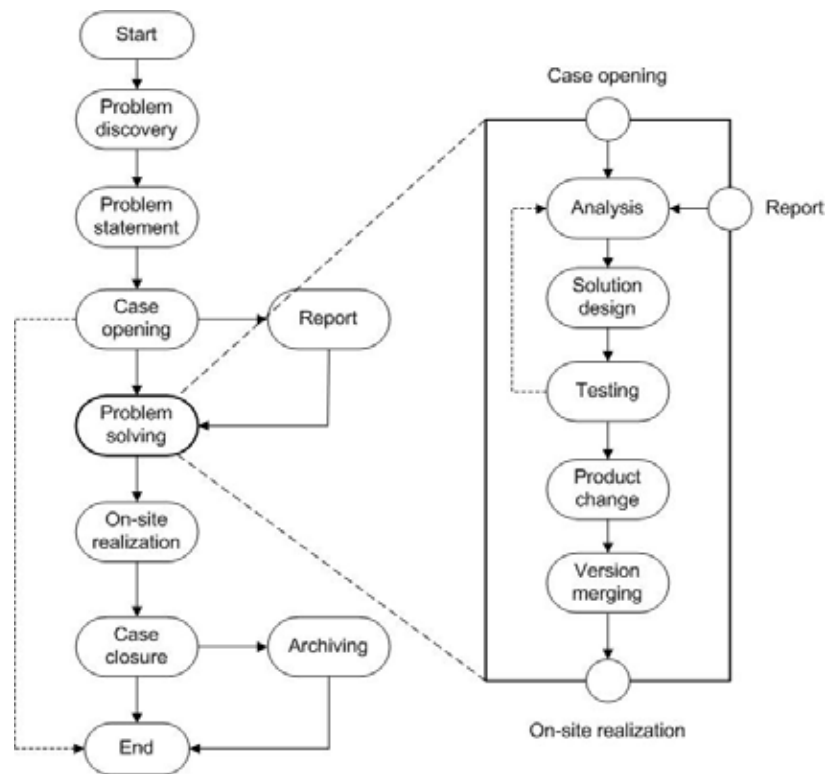 Start
Problem
discovery
Problem
statement
Case
opening
Report
Problem
solving
On-site
realization
Case
closure
Archiving
End
Case opening
Analysis
Report
Solution
design
Testing
Product
change
Version
merging
On-site realization